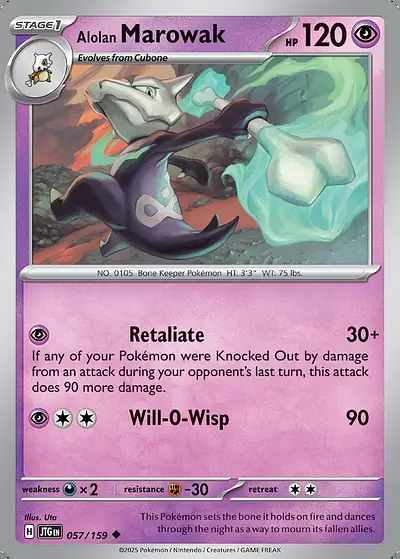 STAGE1
Alolan Marowak HP 120
Evolves from Cubone
NO. 0105 Bone Keeper Pokémon HT: 3'3" WT: 75 lbs.
Retaliate 30+
If any of your Pokémon were Knocked Out by damage
from an attack during your opponent's last turn, this attack
does 90 more damage.
Will-O-Wisp 90
weakness ×2 resistance -30 retreat
Illus. Uta
H JTG EN 057/159
This Pokémon sets the bone it holds on fire and dances
through the night as a way to mourn its fallen allies.
©2025 Pokémon / Nintendo / Creatures / GAME FREAK